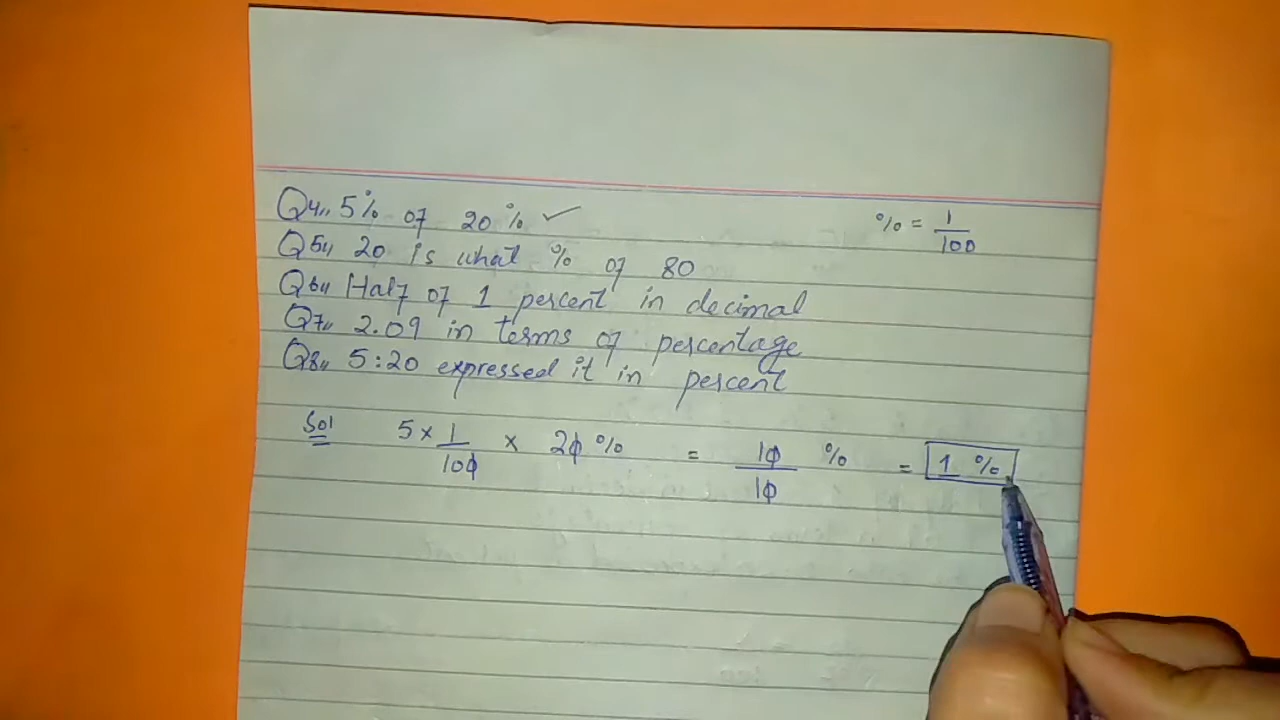 Q4,, 5% of 20% ✓
% = 1/100
Q5,, 20 is what % of 80
Q6,, Half of 1 percent in decimal
Q7,, 2.09 in terms of percentage
Q8,, 5:20 expressed it in percent
Sol 5 × 1/100 × 20% = 10/10 % = 1 %